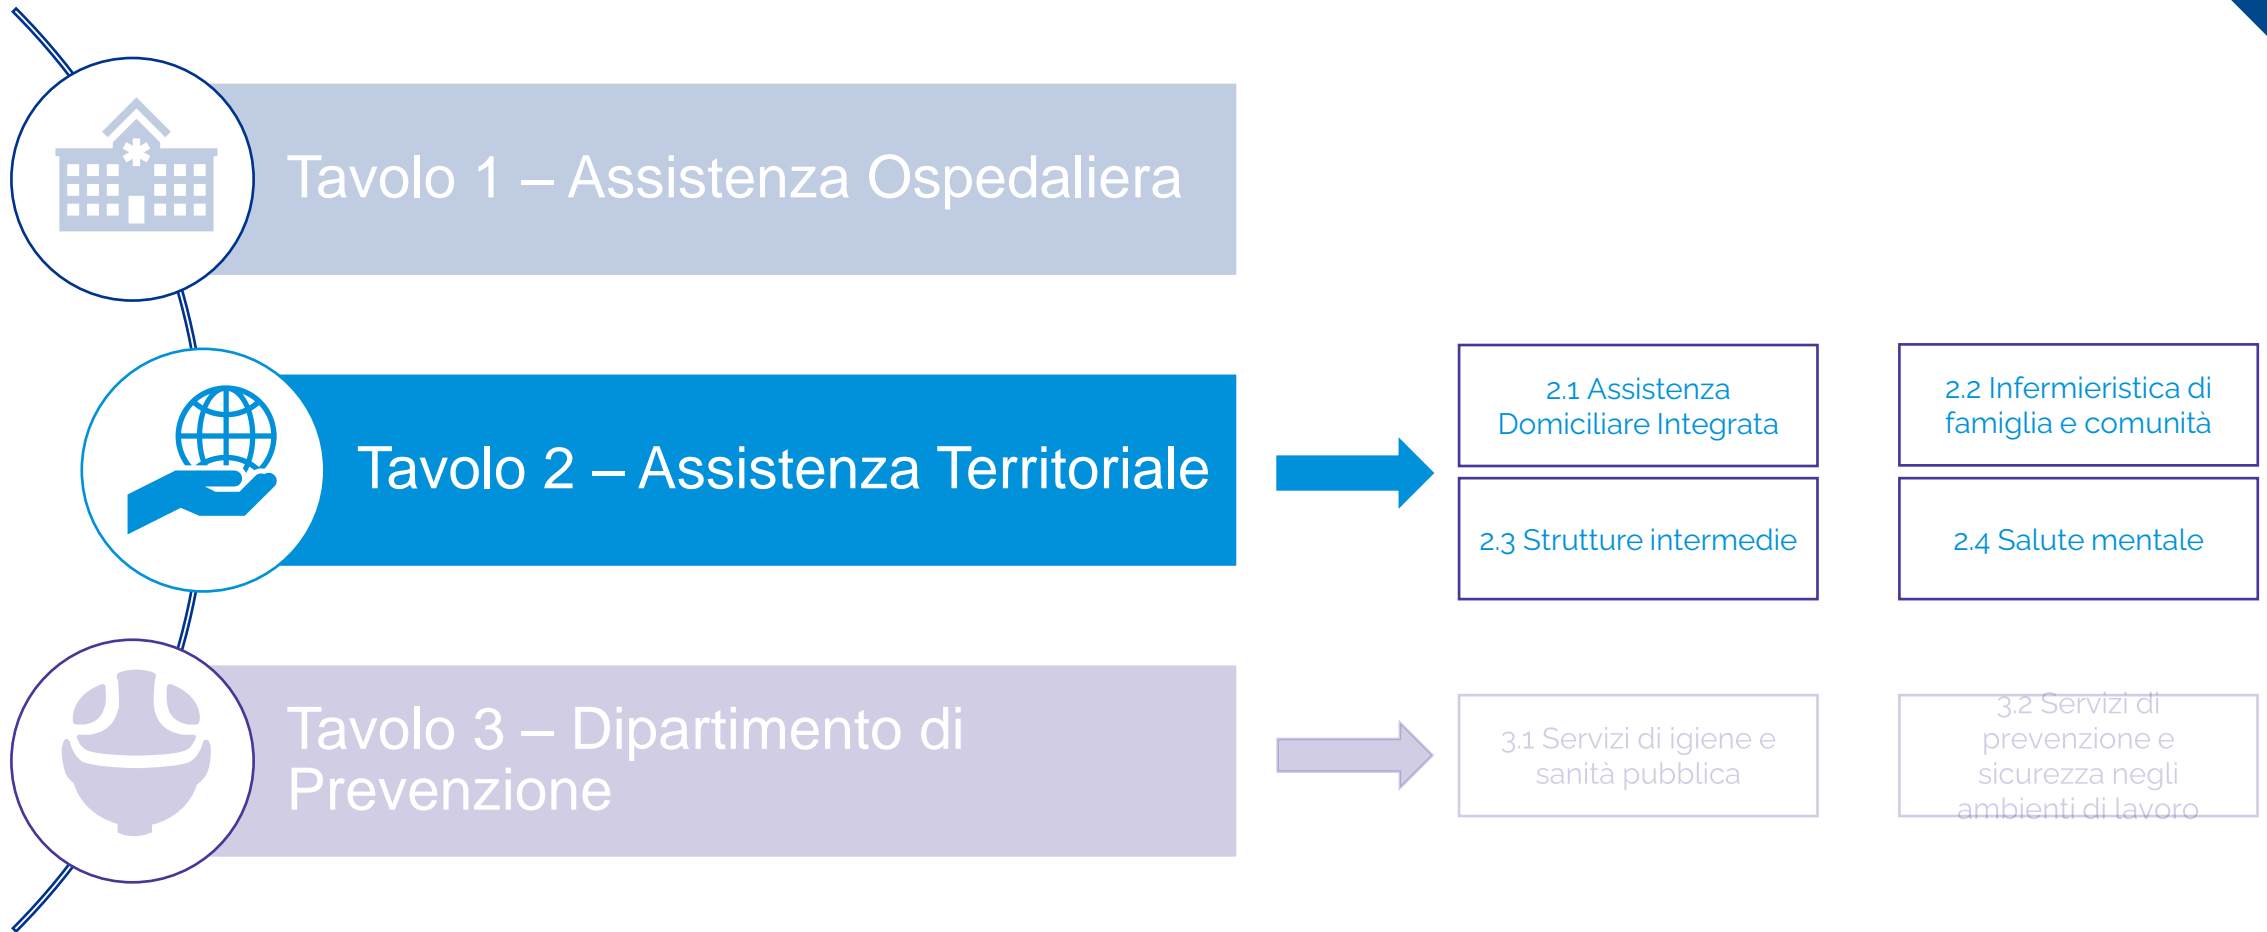 Tavolo 1 – Assistenza Ospedaliera
Tavolo 2 – Assistenza Territoriale
2.1 Assistenza
Domiciliare Integrata
2.2 Infermieristica di
famiglia e comunità
2.3 Strutture intermedie
2.4 Salute mentale
Tavolo 3 – Dipartimento di
Prevenzione
3.1 Servizi di igiene e
sanità pubblica
3.2 Servizi di
prevenzione e
sicurezza negli
ambienti di lavoro